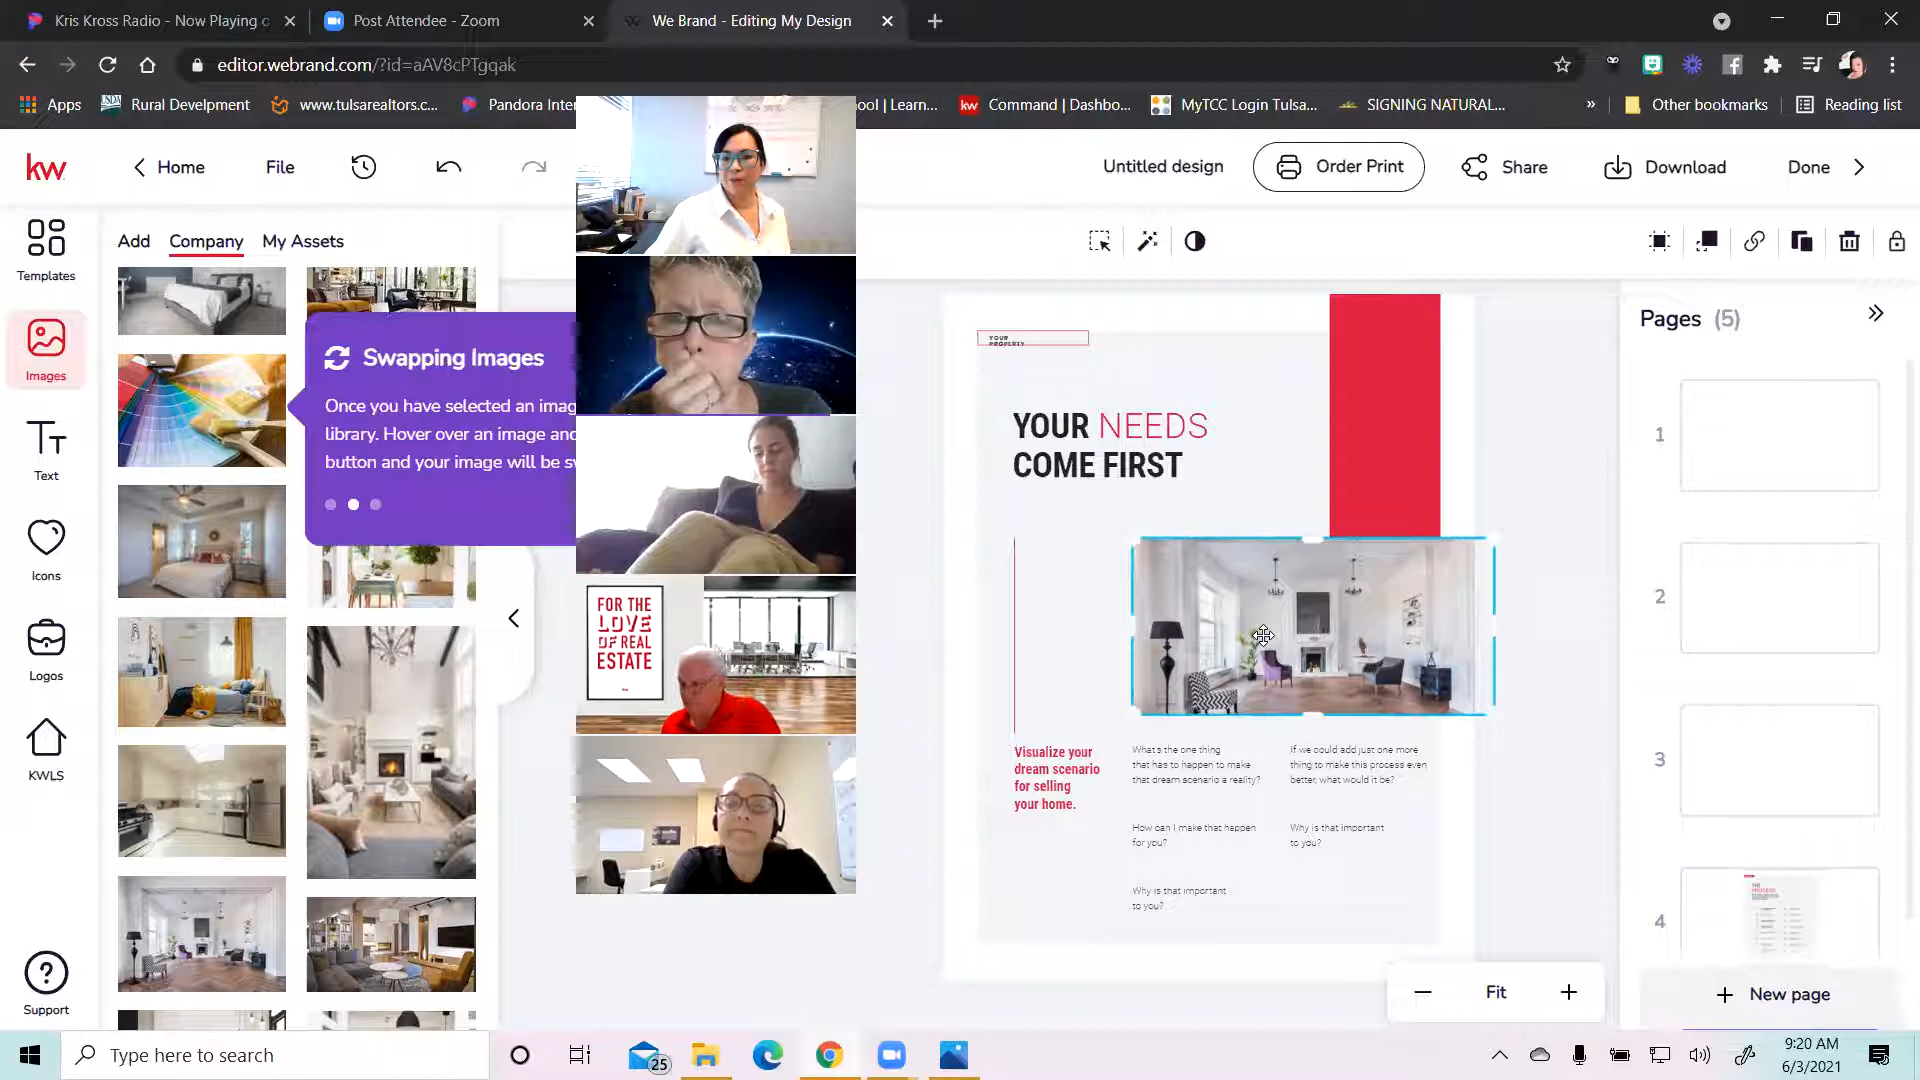 Kris Kross Radio - Now Playing c
Post Attendee - Zoom
We Brand - Editing My Design
editor.webrand.com/?id=aAV8cPTgqak
Apps
Rural Develpment
www.tulsarealtors.c...
Pandora Inter
ool | Learn...
Command | Dashbo...
MyTCC Login Tulsa...
SIGNING NATURAL...
»
Other bookmarks
Reading list
kw
Home
File
Untitled design
Order Print
Share
Download
Done
Templates
Images
Text
Icons
Logos
KWLS
Support
Add
Company
My Assets
Swapping Images
Once you have selected an imag
library. Hover over an image and
button and your image will be sw
FOR THE
LOVE
OF REAL
ESTATE
YOUR
PROPERTY
YOUR NEEDS
COME FIRST
Visualize your
dream scenario
for selling
your home.
What's the one thing
that has to happen to make
that dream scenario a reality?
If we could add just one more
thing to make this process even
better, what would it be?
How can I make that happen
for you?
Why is that important
to you?
Why is that important
to you?
Pages (5)
1
2
3
4
THE
PROCESS
New page
Fit
Type here to search
25
9:20 AM
6/3/2021